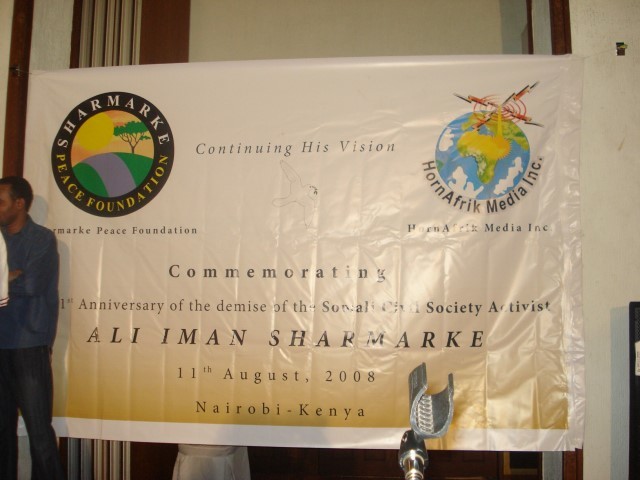 SHARMARKE
PEACE FOUNDATION
Continuing His Vision
HornAfrik Media Inc.
Peace Foundation
HornAfrik Media Inc
Commemorating
1st Anniversary of the demise of the Somali Civil Society Activist
ALI IMAN SHARMARKE
11th August, 2008
Nairobi-Kenya